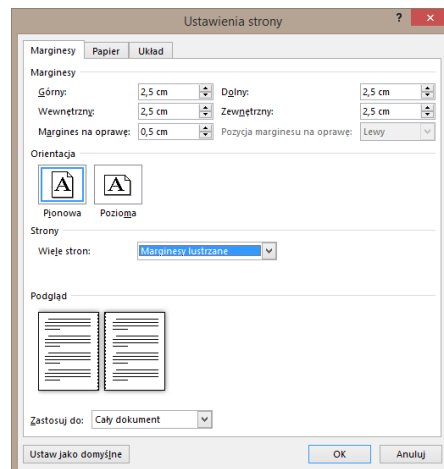 Ustawienia strony
Marginesy Papier Układ
Marginesy
Górny: 2,5 cm Dolny: 2,5 cm
Wewnętrzny: 2,5 cm Zewnętrzny: 2,5 cm
Margines na oprawę: 0,5 cm Pozycja marginesu na oprawę: Lewy
Orientacja
A A
Pionowa Pozioma
Strony
Wiele stron: Marginesy lustrzane
Podgląd
Zastosuj do: Cały dokument
Ustaw jako domyślne OK Anuluj